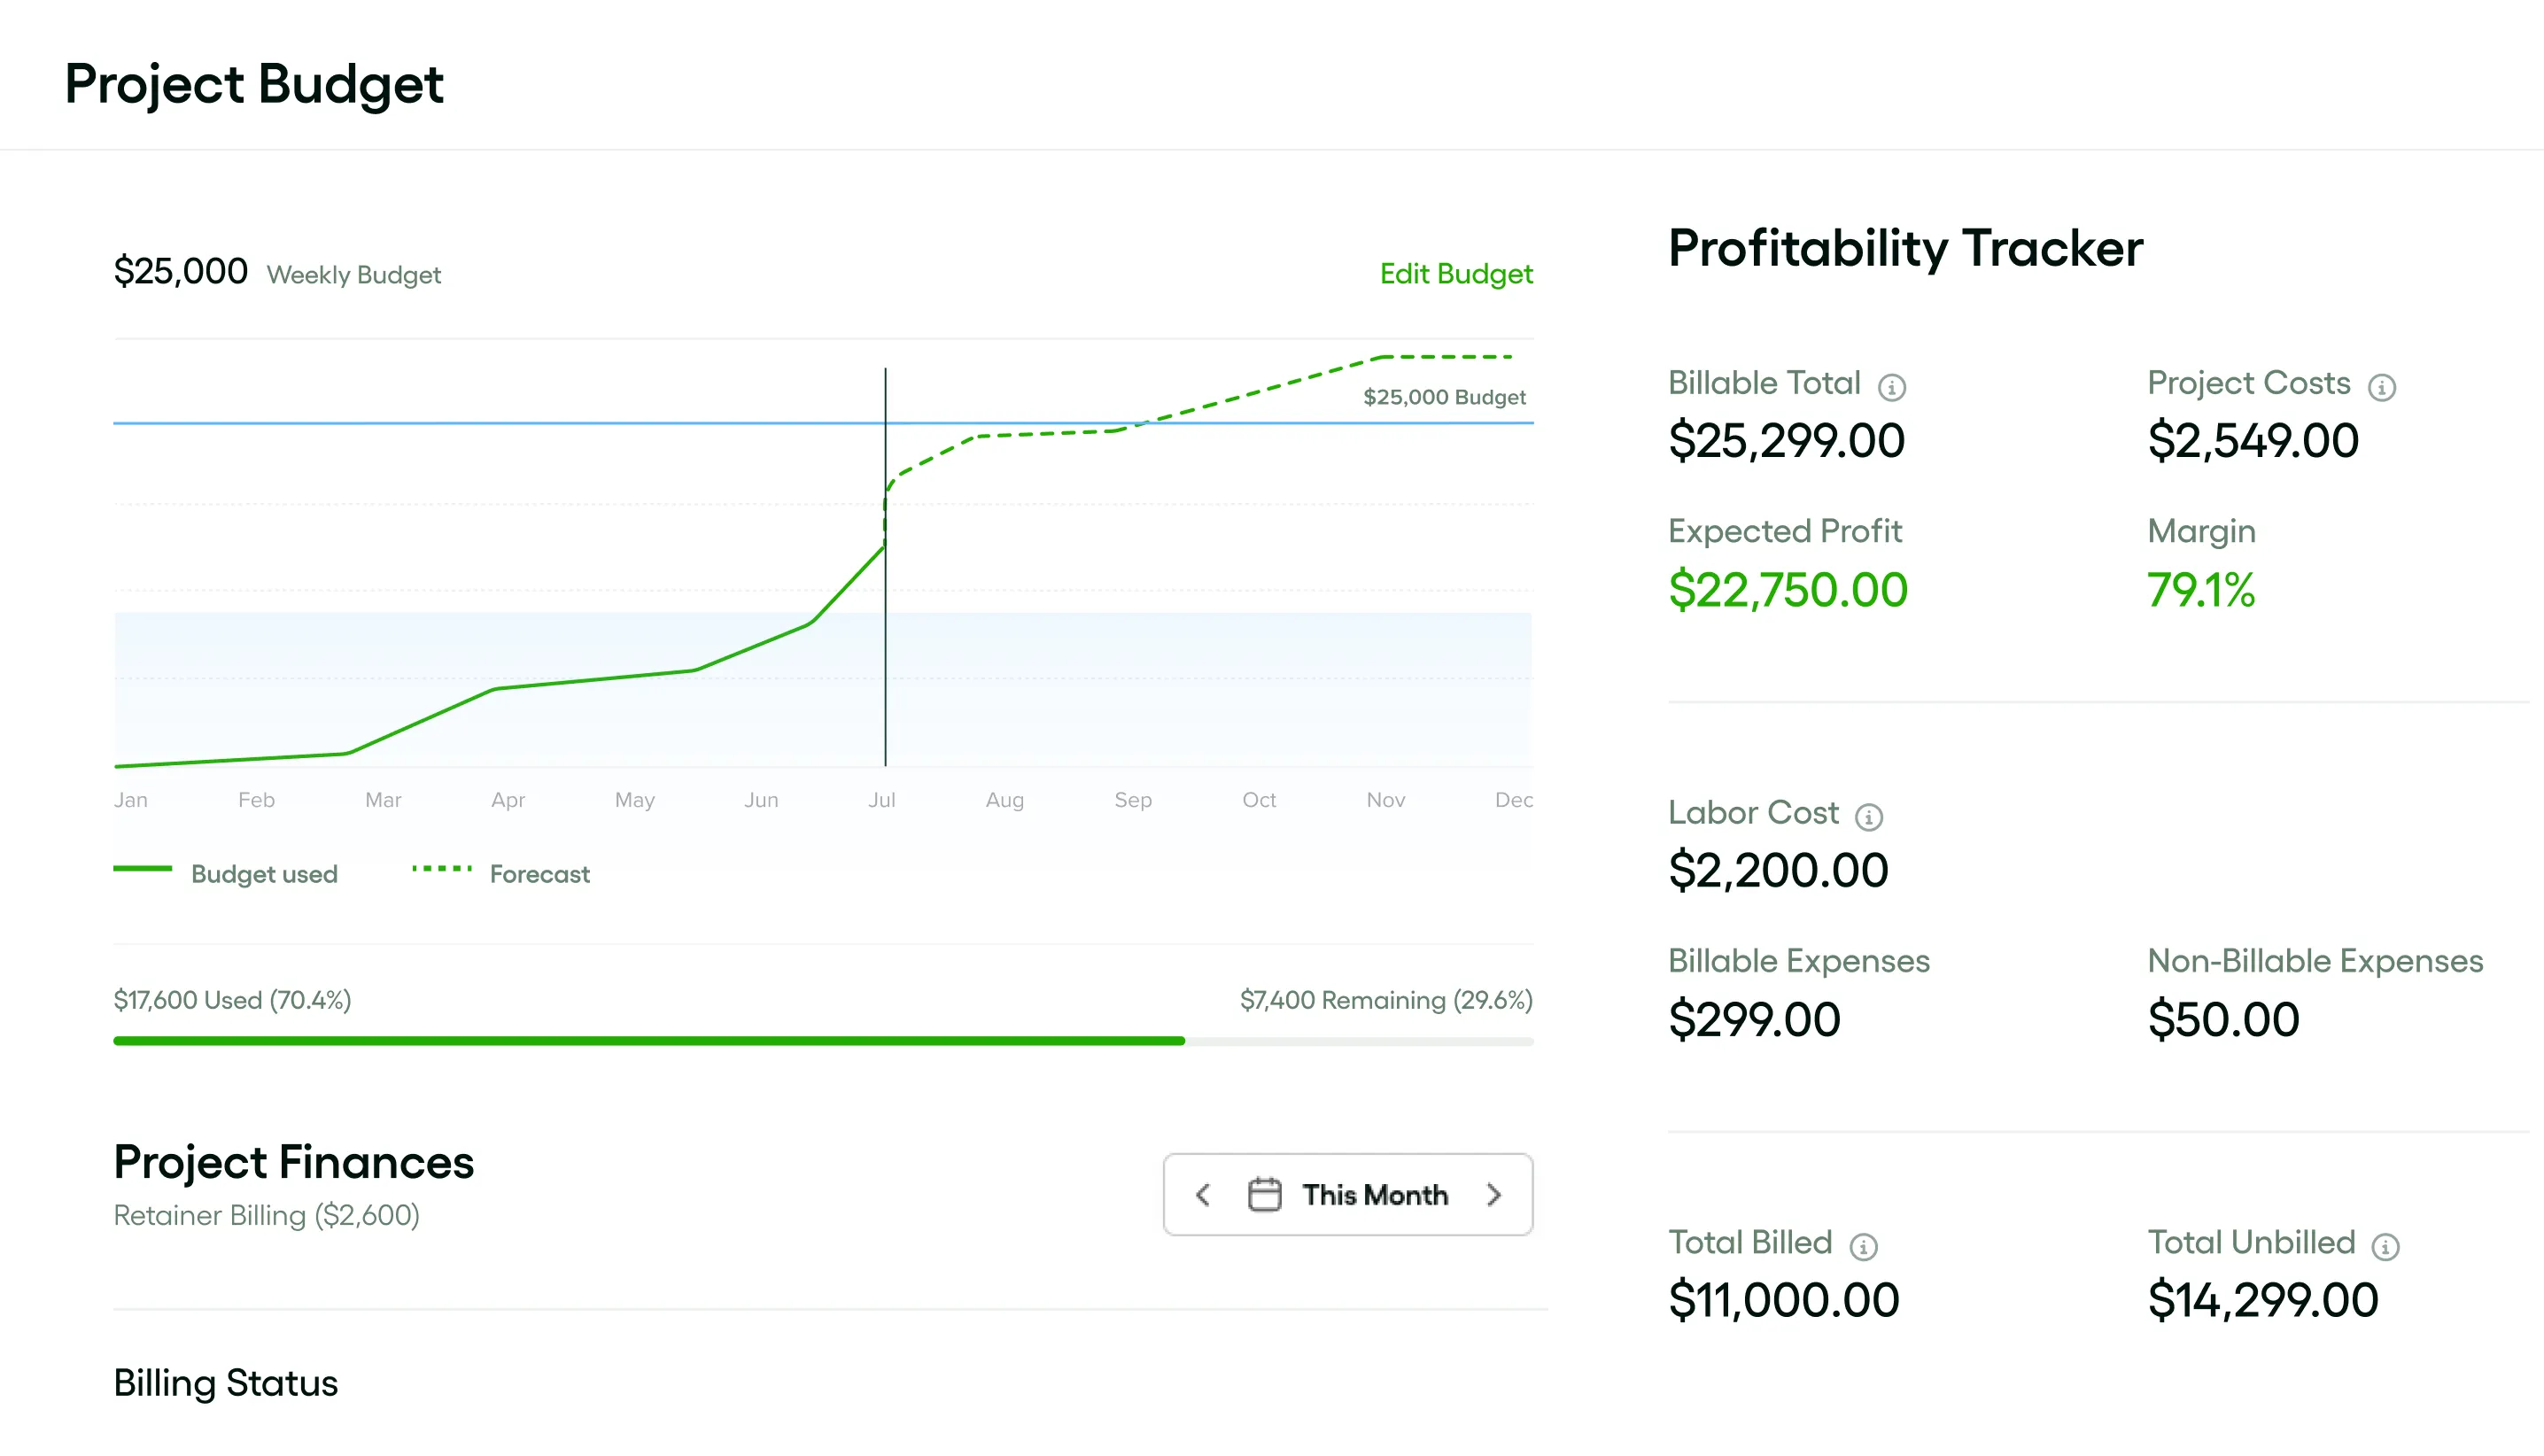 Project Budget
$25,000 Weekly Budget
Edit Budget
$25,000 Budget
Jan Feb Mar Apr May Jun Jul Aug Sep Oct Nov Dec
Budget used Forecast
$17,600 Used (70.4%)
$7,400 Remaining (29.6%)
Project Finances
Retainer Billing ($2,600)
This Month
Billing Status
Profitability Tracker
Billable Total
$25,299.00
Project Costs
$2,549.00
Expected Profit
$22,750.00
Margin
79.1%
Labor Cost
$2,200.00
Billable Expenses
$299.00
Non-Billable Expenses
$50.00
Total Billed
$11,000.00
Total Unbilled
$14,299.00